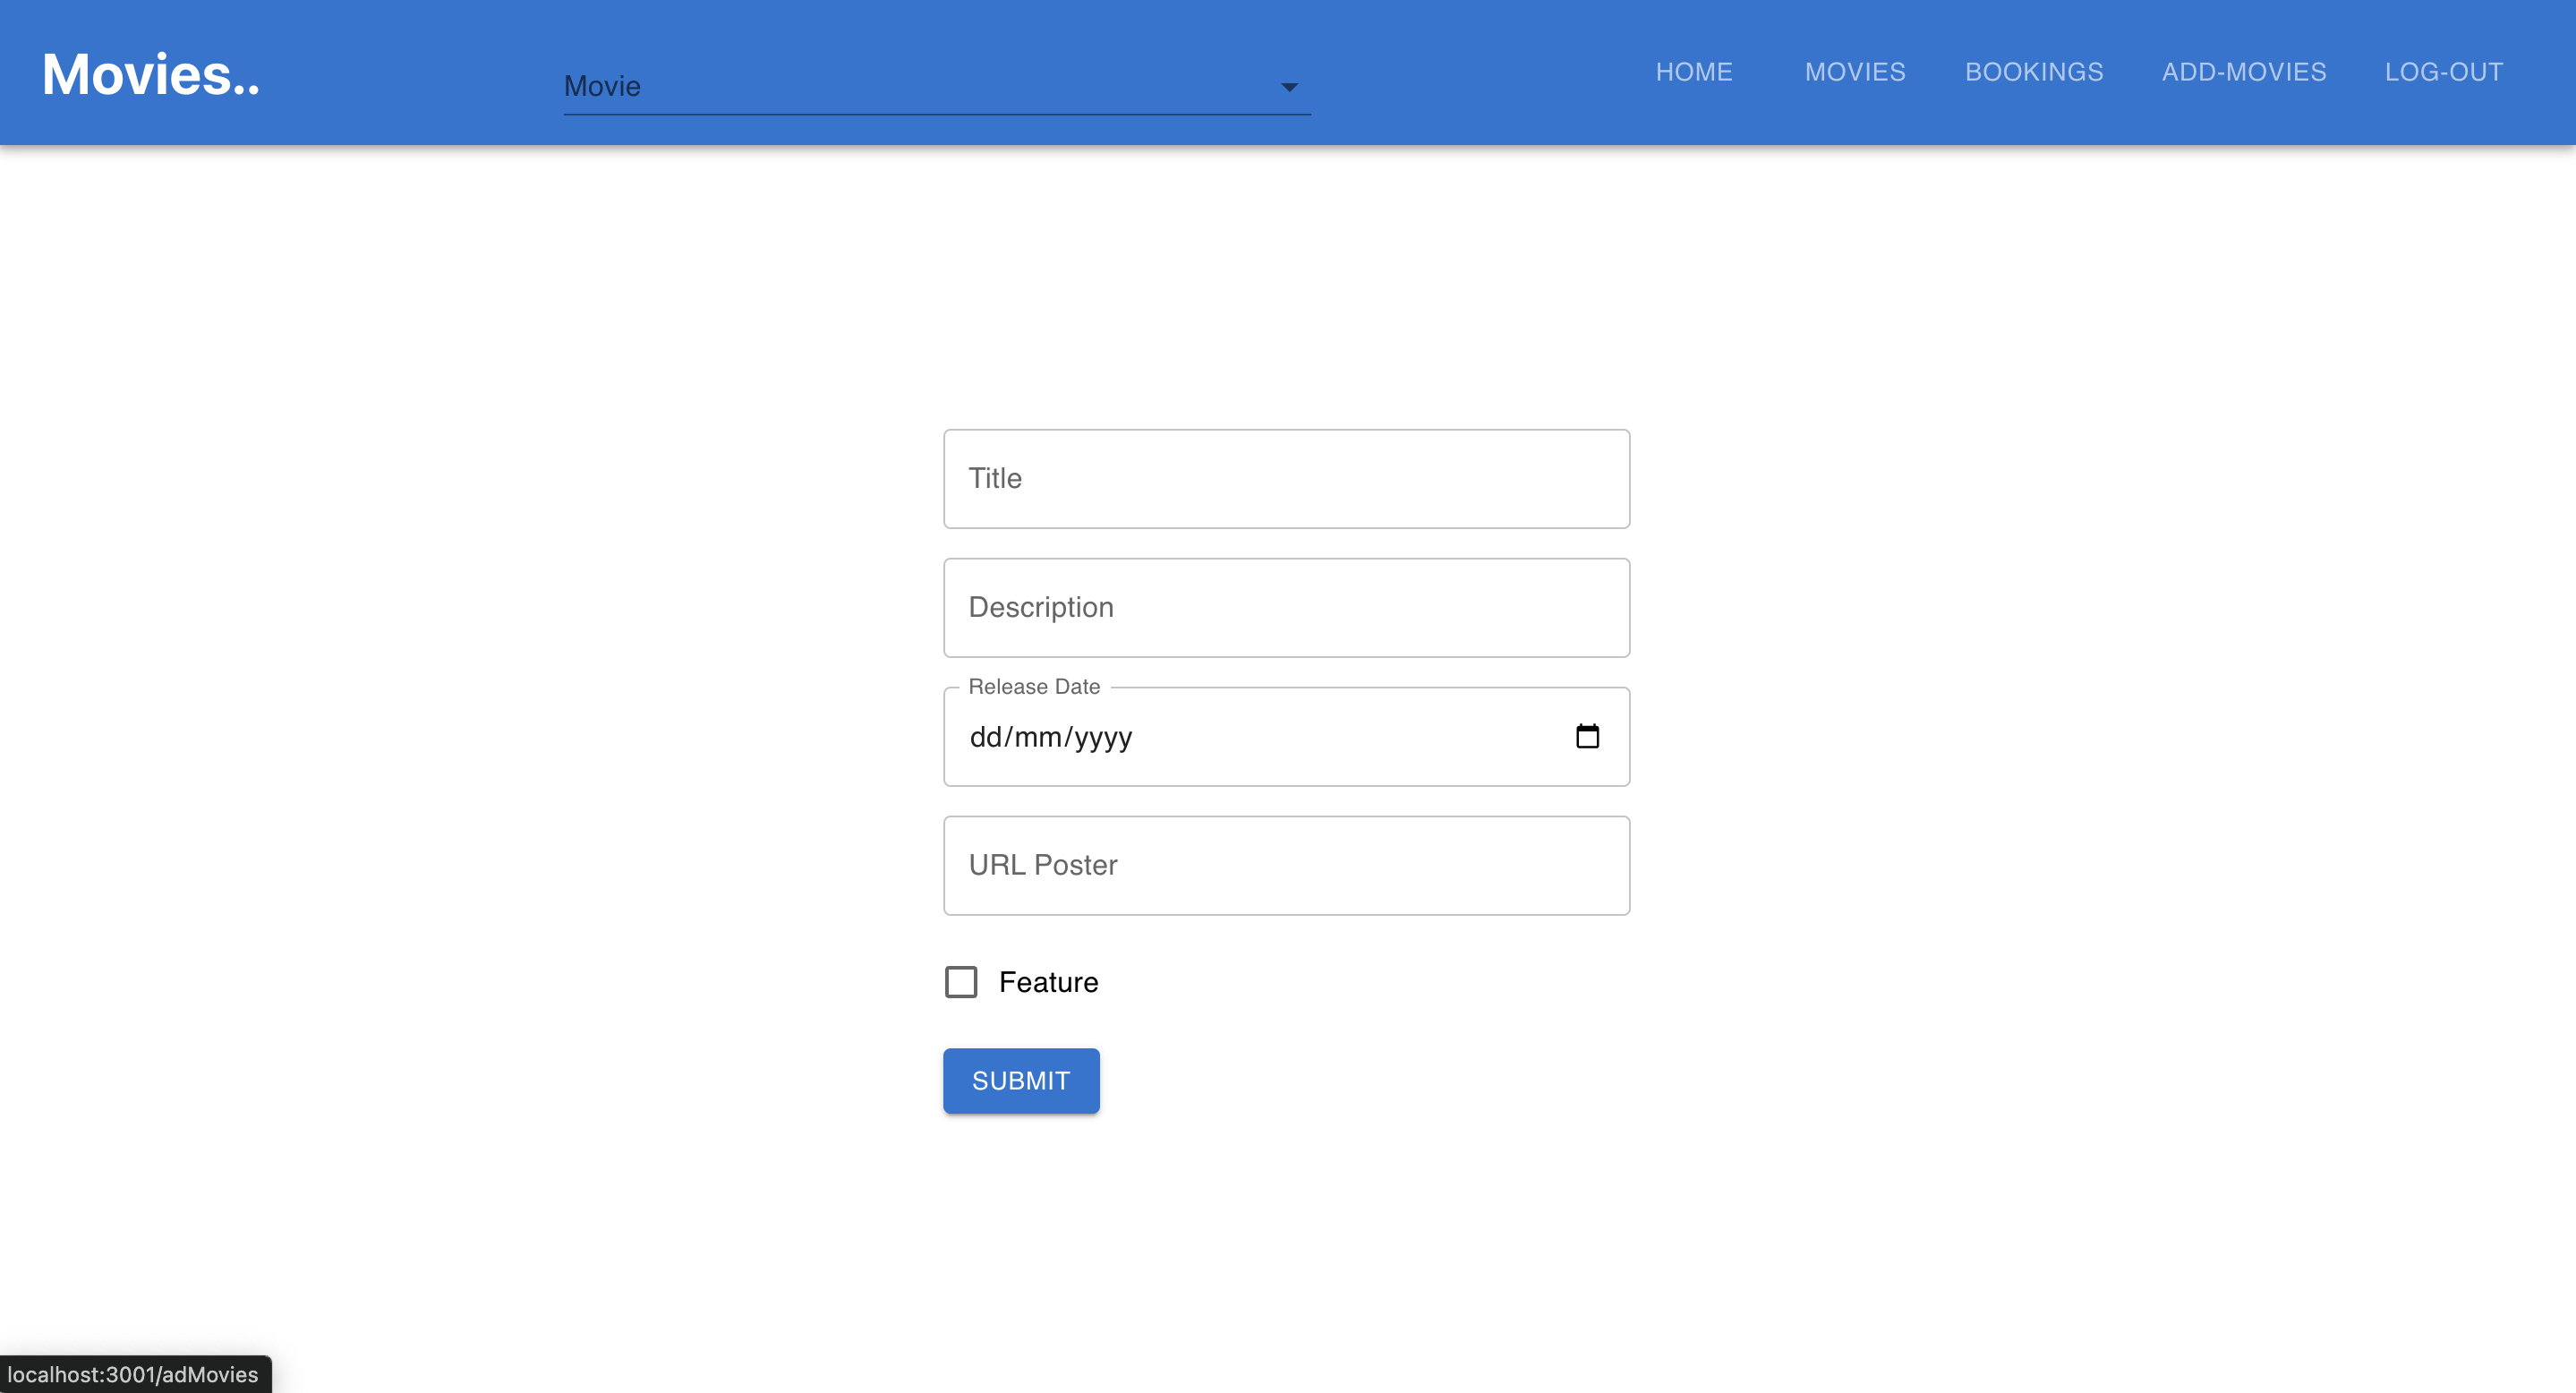 Movies..
Movie
HOME MOVIES BOOKINGS ADD-MOVIES LOG-OUT
Title
Description
Release Date
dd/mm/yyyy
URL Poster
Feature
SUBMIT
localhost:3001/adMovies